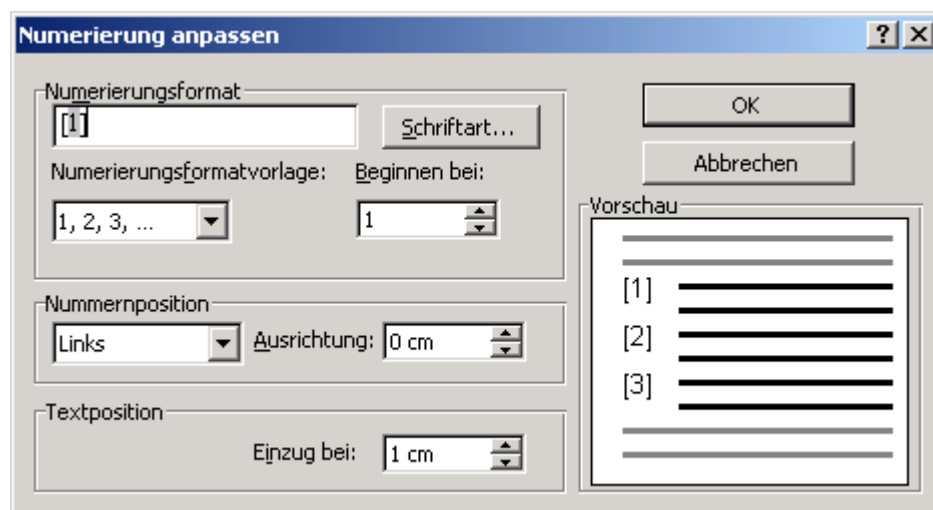 Numerierung anpassen
Numerierungsformat
[1]
Schriftart...
Numerierungsformatvorlage:
Beginnen bei:
1, 2, 3, ...
1
Nummernposition
Links
Ausrichtung:
0 cm
Textposition
Einzug bei:
1 cm
OK
Abbrechen
Vorschau
[1]
[2]
[3]